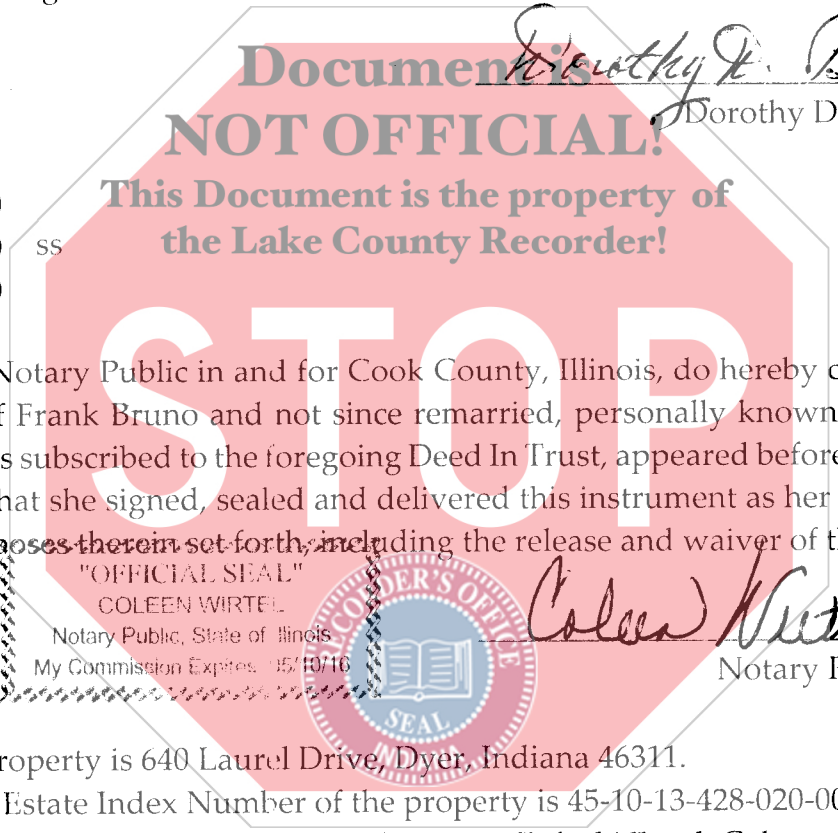 Document is
NOT OFFICIAL!
This Document is the property of
the Lake County Recorder!
STOP
Dorothy D. B
Dorothy D
ss
Notary Public in and for Cook County, Illinois, do hereby c
f Frank Bruno and not since remarried, personally known
s subscribed to the foregoing Deed In Trust, appeared before
hat she signed, sealed and delivered this instrument as her
poses therein set forth, including the release and waiver of th
"OFFICIAL SEAL"
COLEEN WIRTEL
Notary Public, State of Illinois
My Commission Expires 05/10/16
RECORDER'S OFFICE
SEAL
INDIANA
Coleen Wirt
Notary P
roperty is 640 Laurel Drive, Dyer, Indiana 46311.
Estate Index Number of the property is 45-10-13-428-020-00